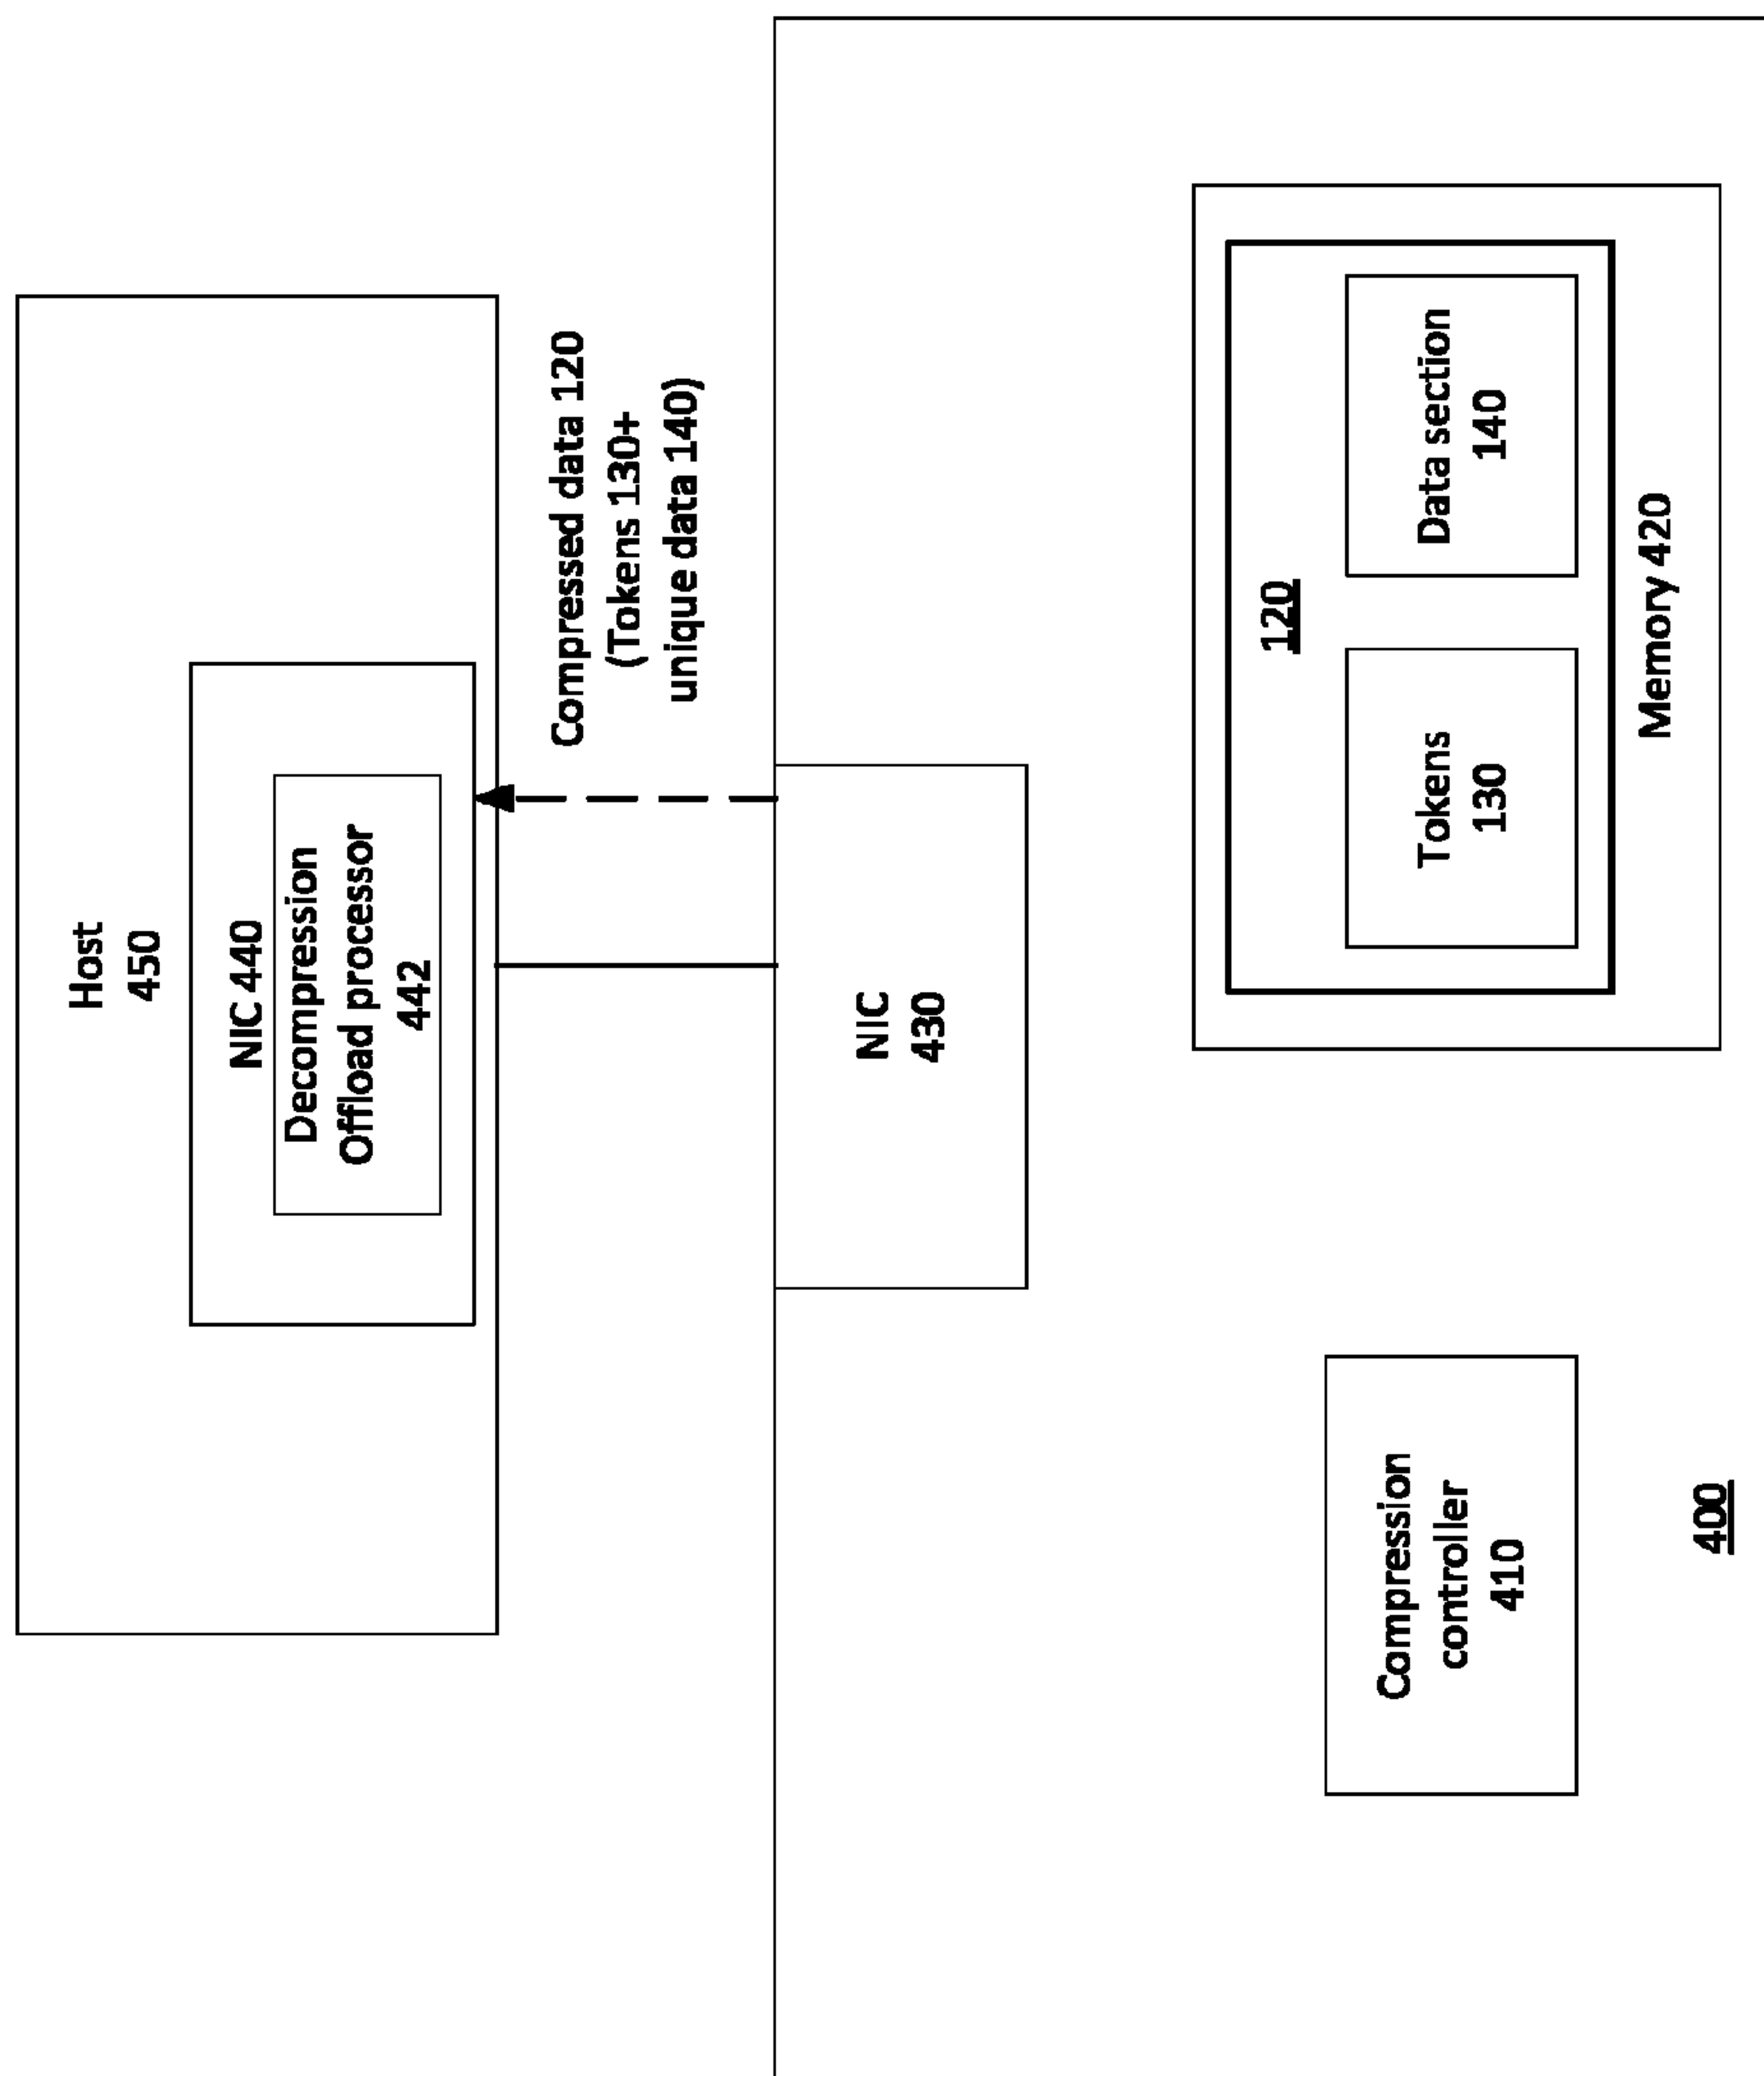 Host
450
NIC 440
Decompression
Offload processor
442
Compressed data 120
(Tokens 130+
unique data 140)
NIC
430
120
Tokens
130
Data section
140
Memory 420
Compression
controller
410
400